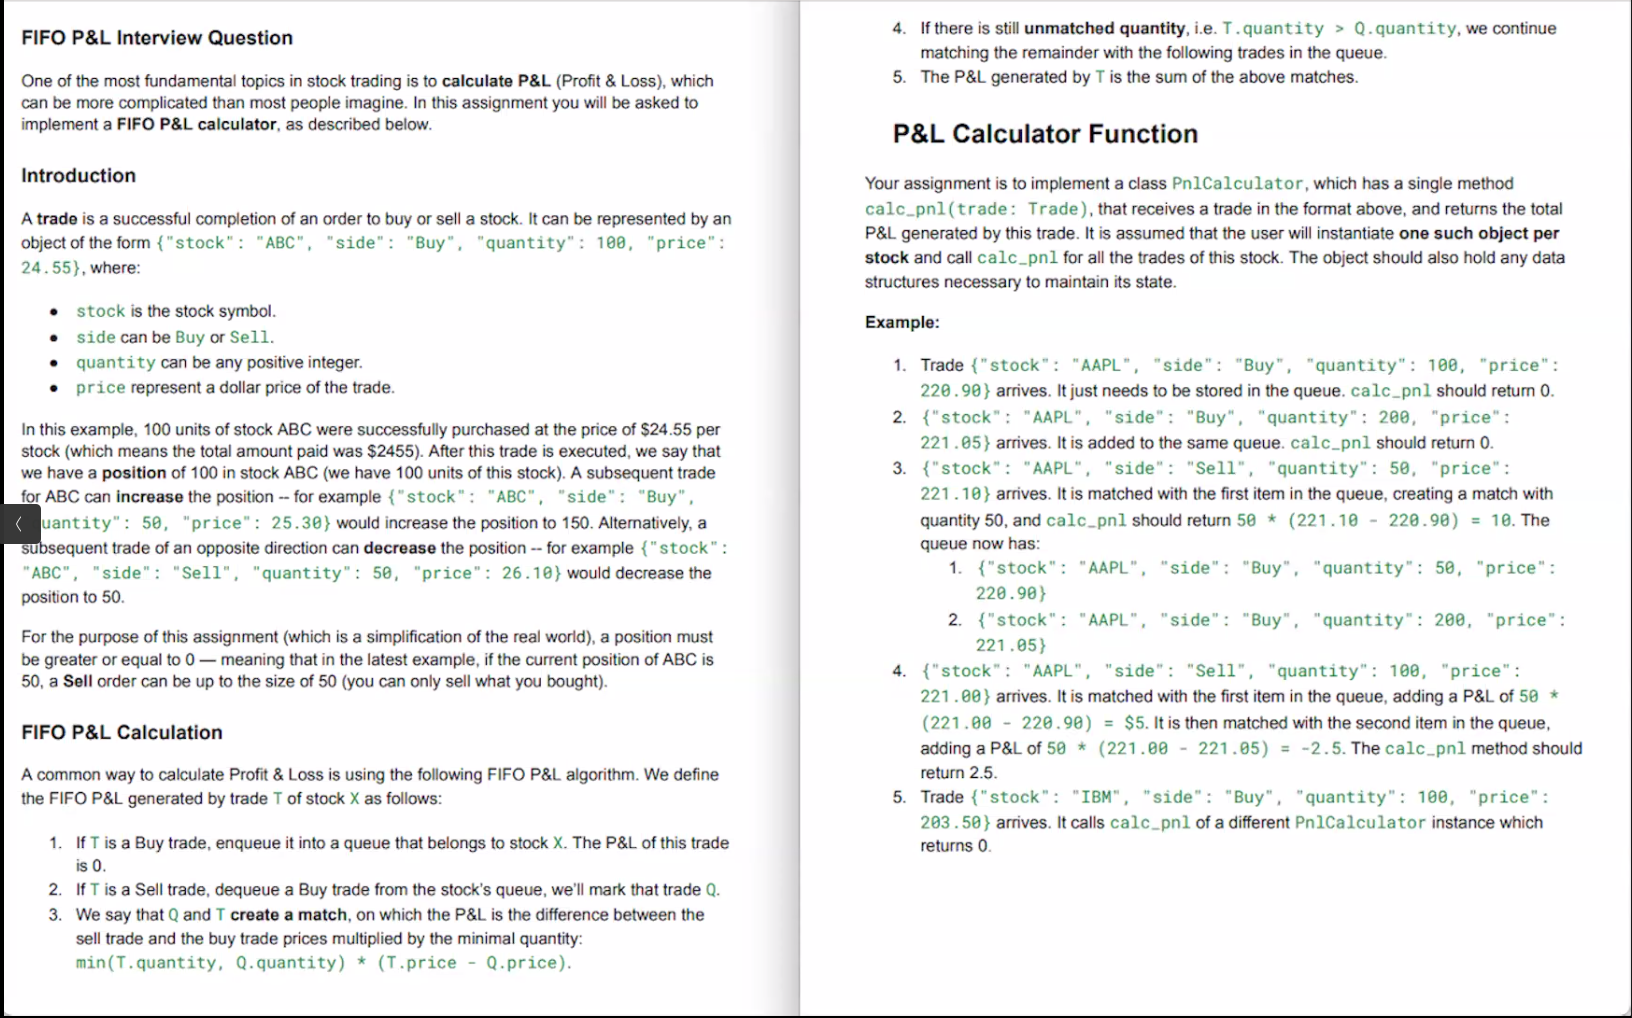 FIFO P&L Interview Question
One of the most fundamental topics in stock trading is to calculate P&L (Profit & Loss), which
can be more complicated than most people imagine. In this assignment you will be asked to
implement a FIFO P&L calculator, as described below.
Introduction
A trade is a successful completion of an order to buy or sell a stock. It can be represented by an
object of the form {"stock": "ABC", "side": "Buy", "quantity": 100, "price":
24.55}, where:
● stock is the stock symbol.
● side can be Buy or Sell.
● quantity can be any positive integer.
● price represent a dollar price of the trade.
In this example, 100 units of stock ABC were successfully purchased at the price of $24.55 per
stock (which means the total amount paid was $2455). After this trade is executed, we say that
we have a position of 100 in stock ABC (we have 100 units of this stock). A subsequent trade
for ABC can increase the position -- for example {"stock": "ABC", "side": "Buy",
uantity": 50, "price": 25.30} would increase the position to 150. Alternatively, a
subsequent trade of an opposite direction can decrease the position -- for example {"stock":
"ABC", "side": "Sell", "quantity": 50, "price": 26.10} would decrease the
position to 50.
For the purpose of this assignment (which is a simplification of the real world), a position must
be greater or equal to 0 — meaning that in the latest example, if the current position of ABC is
50, a Sell order can be up to the size of 50 (you can only sell what you bought).
FIFO P&L Calculation
A common way to calculate Profit & Loss is using the following FIFO P&L algorithm. We define
the FIFO P&L generated by trade T of stock X as follows:
1. If T is a Buy trade, enqueue it into a queue that belongs to stock X. The P&L of this trade
is 0.
2. If T is a Sell trade, dequeue a Buy trade from the stock's queue, we'll mark that trade Q.
3. We say that Q and T create a match, on which the P&L is the difference between the
sell trade and the buy trade prices multiplied by the minimal quantity:
min(T.quantity, Q.quantity) * (T.price - Q.price).
4. If there is still unmatched quantity, i.e. T.quantity > Q.quantity, we continue
matching the remainder with the following trades in the queue.
5. The P&L generated by T is the sum of the above matches.
P&L Calculator Function
Your assignment is to implement a class PnlCalculator, which has a single method
calc_pnl(trade: Trade), that receives a trade in the format above, and returns the total
P&L generated by this trade. It is assumed that the user will instantiate one such object per
stock and call calc_pnl for all the trades of this stock. The object should also hold any data
structures necessary to maintain its state.
Example:
1. Trade {"stock": "AAPL", "side": "Buy", "quantity": 100, "price":
220.90} arrives. It just needs to be stored in the queue. calc_pnl should return 0.
2. {"stock": "AAPL", "side": "Buy", "quantity": 200, "price":
221.05} arrives. It is added to the same queue. calc_pnl should return 0.
3. {"stock": "AAPL", "side": "Sell", "quantity": 50, "price":
221.10} arrives. It is matched with the first item in the queue, creating a match with
quantity 50, and calc_pnl should return 50 * (221.10 - 220.90) = 10. The
queue now has:
1. {"stock": "AAPL", "side": "Buy", "quantity": 50, "price":
220.90}
2. {"stock": "AAPL", "side": "Buy", "quantity": 200, "price":
221.05}
4. {"stock": "AAPL", "side": "Sell", "quantity": 100, "price":
221.00} arrives. It is matched with the first item in the queue, adding a P&L of 50 *
(221.00 - 220.90) = $5. It is then matched with the second item in the queue,
adding a P&L of 50 * (221.00 - 221.05) = -2.5. The calc_pnl method should
return 2.5.
5. Trade {"stock": "IBM", "side": "Buy", "quantity": 100, "price":
203.50} arrives. It calls calc_pnl of a different PnlCalculator instance which
returns 0.